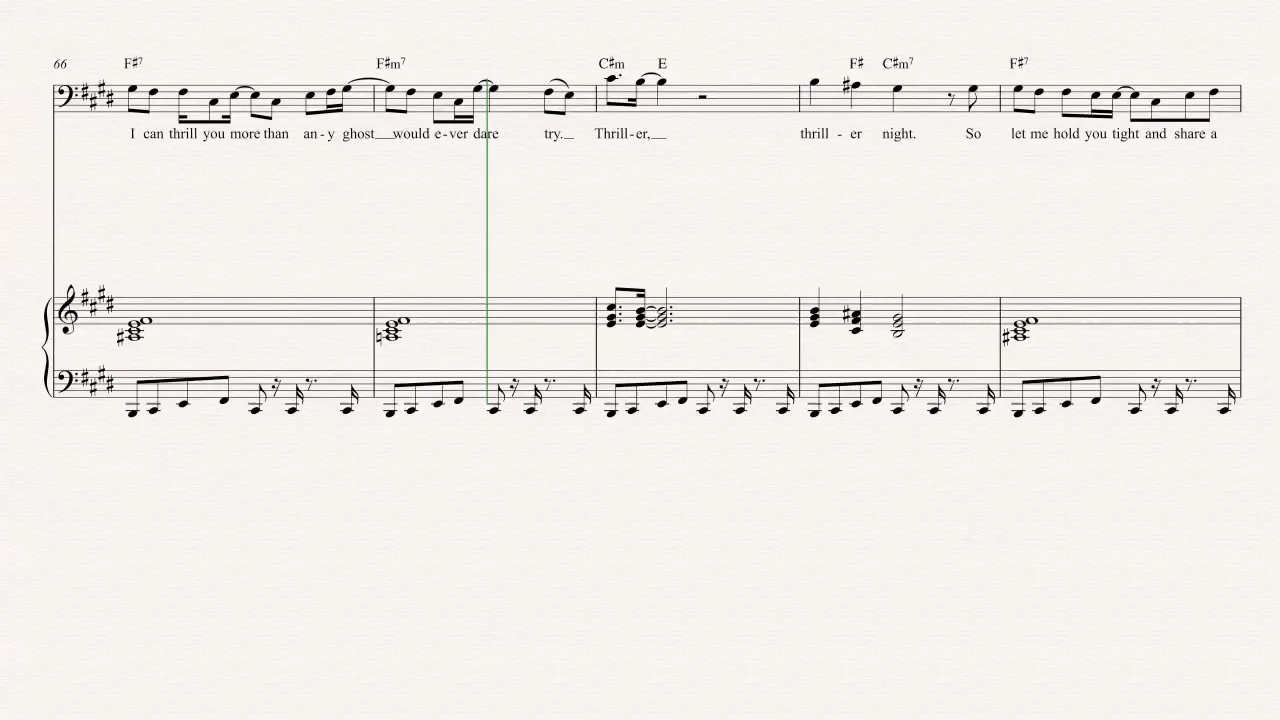 66 F♯7 F♯m7 C♯m E F♯ C♯m7 F♯7
I can thrill you more than an - y ghost would e - ver dare try. Thrill - er, thrill - er night. So let me hold you tight and share a